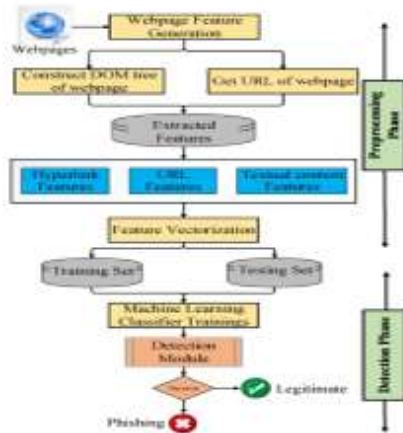 Webpage Feature
Generation
Webpages
Construct DOM tree
of webpage
Get URL of webpage
Extracted
Features
Hyperlink
Features
URL
Features
Textual content
Features
Feature Vectorization
Training Set
Testing Set
Machine Learning
Classifier Trainings
Detection
Module
Legitimate
Phishing
Preprocessing
Phase
Detection Phase